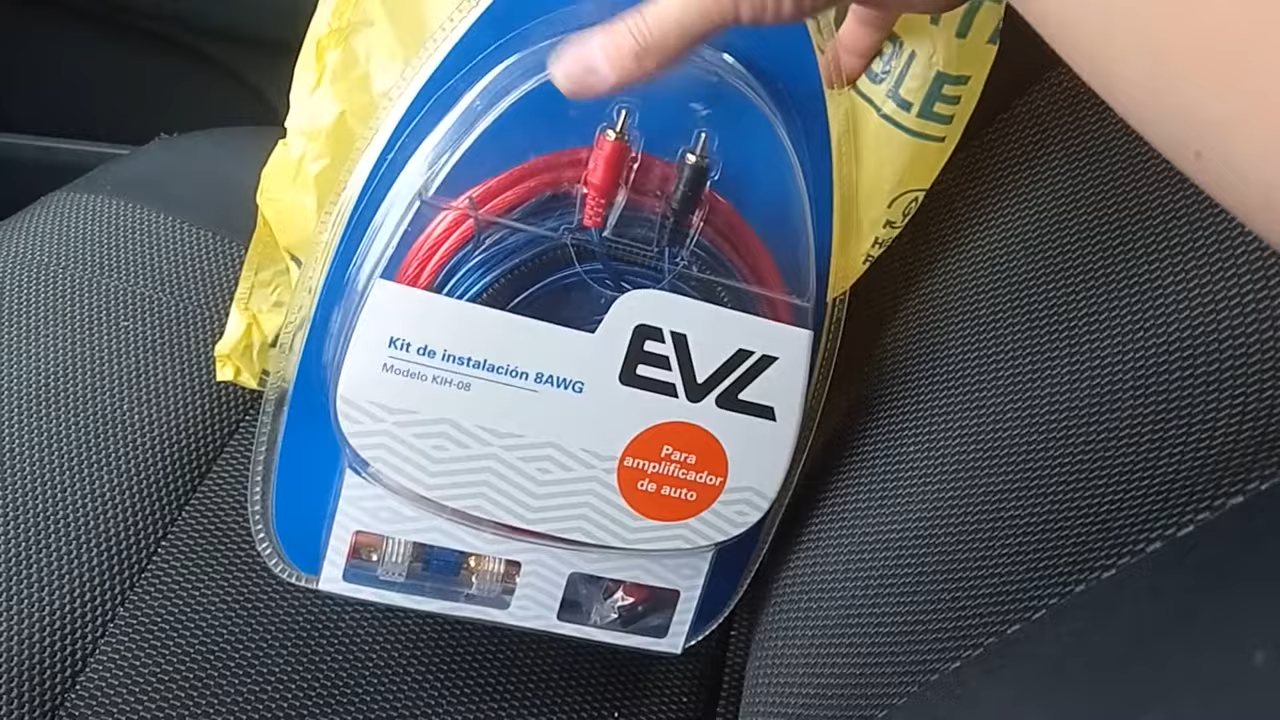 Kit de instalación 8AWG
Modelo KIH-08
EVL
Para
amplificador
de auto